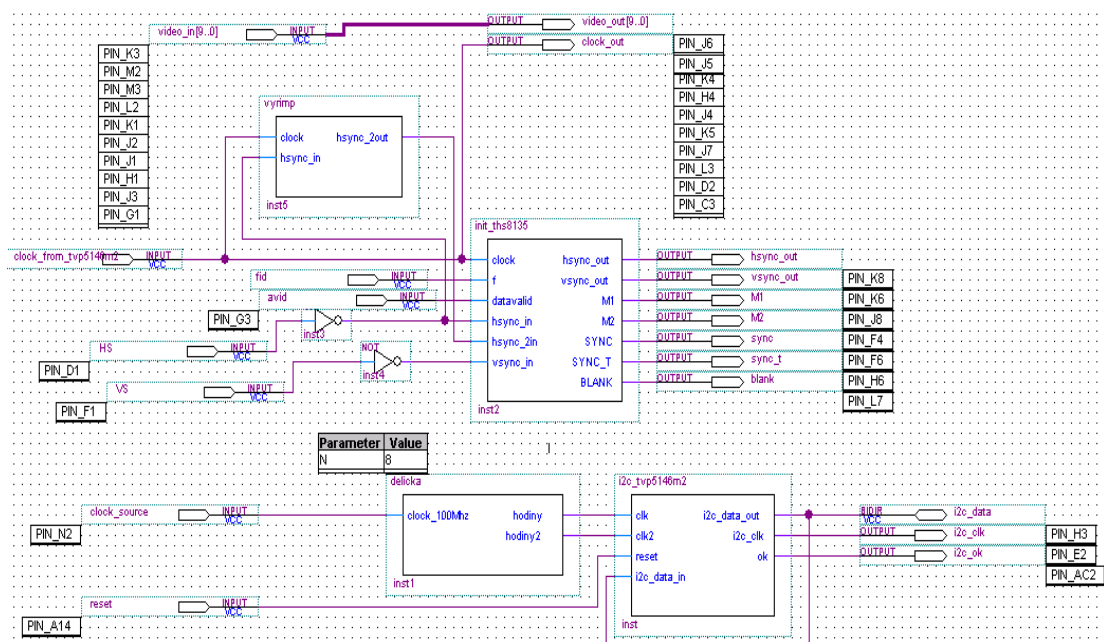 video_in[9..0]
INPUT
VCC
OUTPUT
video_out[9..0]
OUTPUT
clock_out
PIN_K3
PIN_M2
PIN_M3
PIN_L2
PIN_K1
PIN_J2
PIN_J1
PIN_H1
PIN_J3
PIN_G1
PIN_J6
PIN_J5
PIN_K4
PIN_H4
PIN_J4
PIN_K5
PIN_J7
PIN_L3
PIN_D2
PIN_C3
vyrimp
clock
hsync_2out
hsync_in
inst5
clock_from_tvp5146m2
INPUT
VCC
fid
INPUT
VCC
avid
INPUT
VCC
PIN_G3
inst3
HS
INPUT
VCC
PIN_D1
NOT
inst4
VS
INPUT
VCC
PIN_F1
init_ths8135
clock
f
datavalid
hsync_in
hsync_2in
vsync_in
hsync_out
vsync_out
M1
M2
SYNC
SYNC_T
BLANK
inst2
OUTPUT
hsync_out
OUTPUT
vsync_out
OUTPUT
M1
OUTPUT
M2
OUTPUT
sync
OUTPUT
sync_t
OUTPUT
blank
PIN_K8
PIN_K6
PIN_J8
PIN_F4
PIN_F6
PIN_H6
PIN_L7
Parameter Value
N 8
clock_source
INPUT
VCC
PIN_N2
delicka
clock_100Mhz
hodiny
hodiny2
inst1
reset
INPUT
VCC
PIN_A14
i2c_tvp5146m2
clk
clk2
reset
i2c_data_in
i2c_data_out
i2c_clk
ok
inst
BIDIR
VCC
i2c_data
OUTPUT
i2c_clk
OUTPUT
i2c_ok
PIN_H3
PIN_E2
PIN_AC2